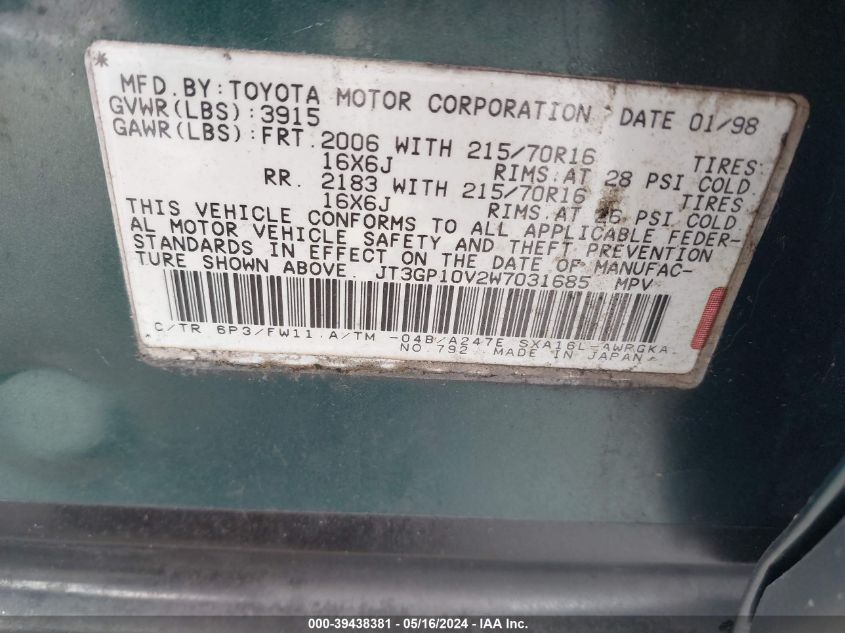 *
MFD.BY:TOYOTA MOTOR CORPORATION DATE 01/98
GVWR(LBS):3915
GAWR(LBS):FRT.2006 WITH 215/70R16 TIRES.
16X6J RIMS.AT 28 PSI COLD.
RR. 2183 WITH 215/70R16 TIRES
16X6J RIMS.AT 26 PSI COLD.
THIS VEHICLE CONFORMS TO ALL APPLICABLE FEDER-
AL MOTOR VEHICLE SAFETY AND THEFT PREVENTION
STANDARDS IN EFFECT ON THE DATE OF MANUFAC-
TURE SHOWN ABOVE. JT3GP10V2W7031685 MPV
C/TR 6P3/FW11 A/TM -04B/A247E SXA16L-AWPGKA
NO.792 MADE IN JAPAN
000-39438381 - 05/16/2024 - IAA Inc.